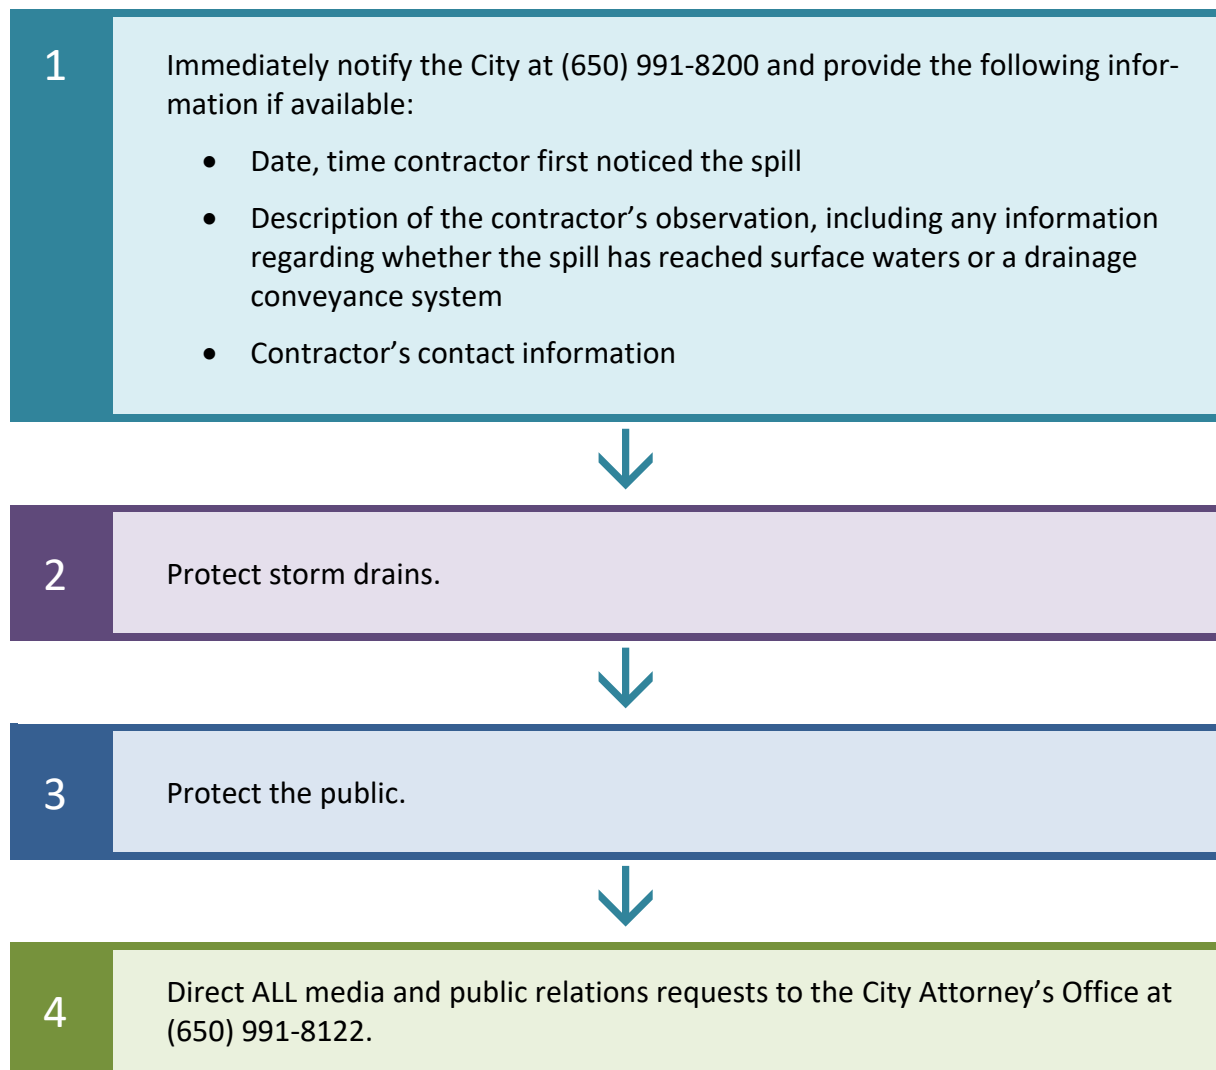 1
Immediately notify the City at (650) 991-8200 and provide the following infor-
mation if available:
• Date, time contractor first noticed the spill
• Description of the contractor’s observation, including any information
regarding whether the spill has reached surface waters or a drainage
conveyance system
• Contractor’s contact information
2
Protect storm drains.
3
Protect the public.
4
Direct ALL media and public relations requests to the City Attorney’s Office at
(650) 991-8122.